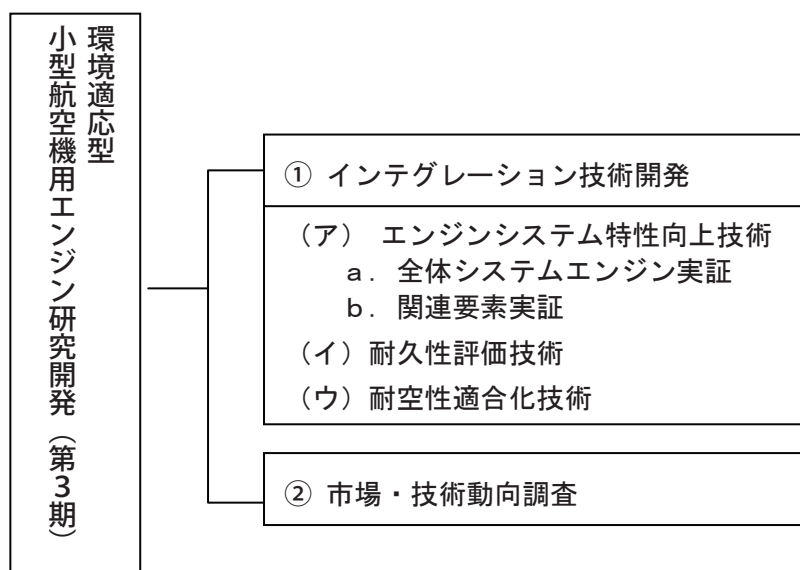 環境適応型
小型航空機用エンジン研究開発（第３期）
① インテグレーション技術開発
（ア） エンジンシステム特性向上技術
ａ．全体システムエンジン実証
ｂ．関連要素実証
（イ）耐久性評価技術
（ウ）耐空性適合化技術
② 市場・技術動向調査